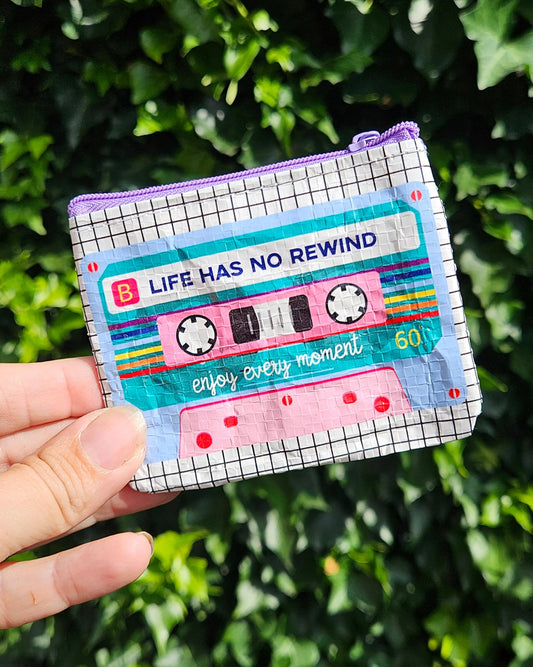 B LIFE HAS NO REWIND
enjoy every moment
60